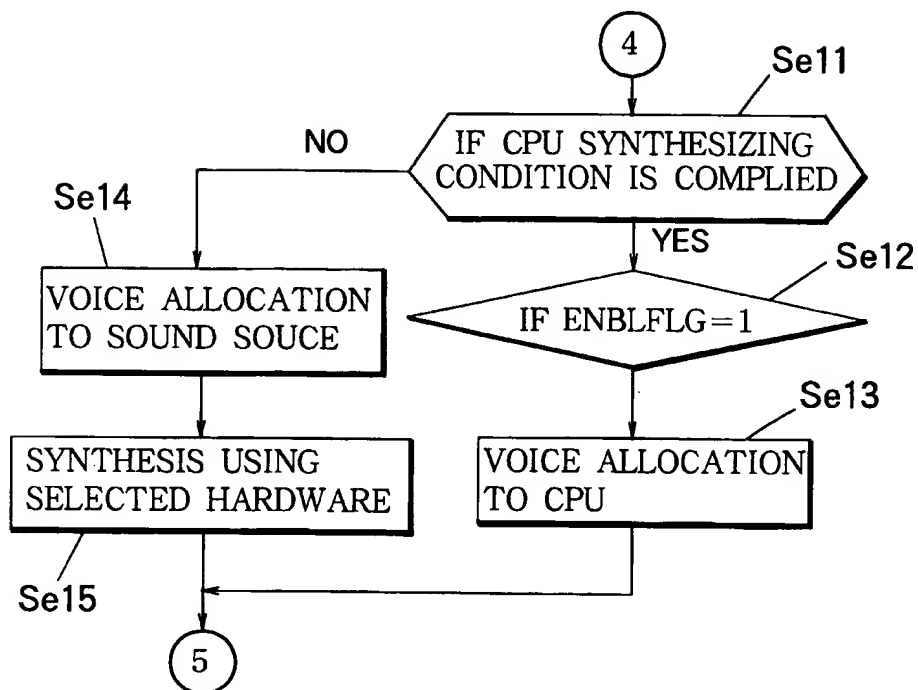 4
Se11
IF CPU SYNTHESIZING
CONDITION IS COMPLIED
NO
YES
Se14
VOICE ALLOCATION
TO SOUND SOUCE
Se12
IF ENBLFLG=1
Se13
VOICE ALLOCATION
TO CPU
SYNTHESIS USING
SELECTED HARDWARE
Se15
5